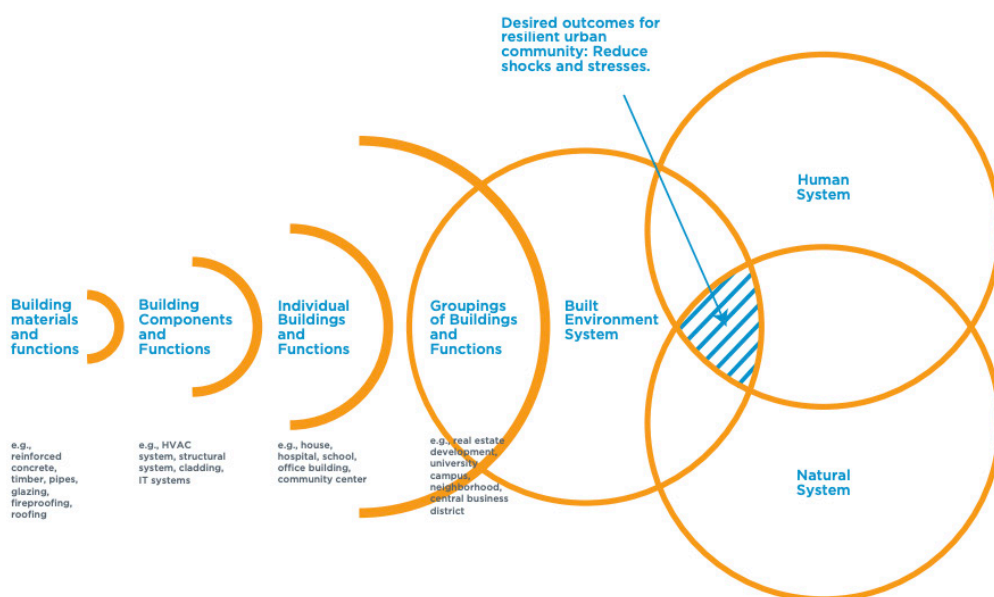 Desired outcomes for
resilient urban
community: Reduce
shocks and stresses.
Human
System
Building
materials
and
functions
Building
Components
and
Functions
Individual
Buildings
and
Functions
Groupings
of Buildings
and
Functions
Built
Environment
System
e.g.,
reinforced
concrete,
timber, pipes,
glazing,
fireproofing,
roofing
e.g., HVAC
system, structural
system, cladding,
IT systems
e.g., house,
hospital, school,
office building,
community center
e.g., real estate
development,
university
campus,
neighborhood,
central business
district
Natural
System